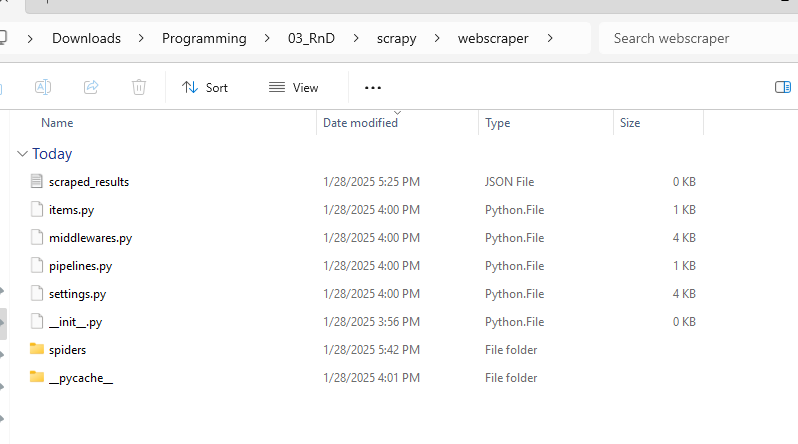 Downloads > Programming > 03_RnD > scrapy > webscraper > Search webscraper
Sort View
Name Date modified Type Size
Today
scraped_results 1/28/2025 5:25 PM JSON File 0 KB
items.py 1/28/2025 4:00 PM Python.File 1 KB
middlewares.py 1/28/2025 4:00 PM Python.File 4 KB
pipelines.py 1/28/2025 4:00 PM Python.File 1 KB
settings.py 1/28/2025 4:00 PM Python.File 4 KB
__init__.py 1/28/2025 3:56 PM Python.File 0 KB
spiders 1/28/2025 5:42 PM File folder
__pycache__ 1/28/2025 4:01 PM File folder